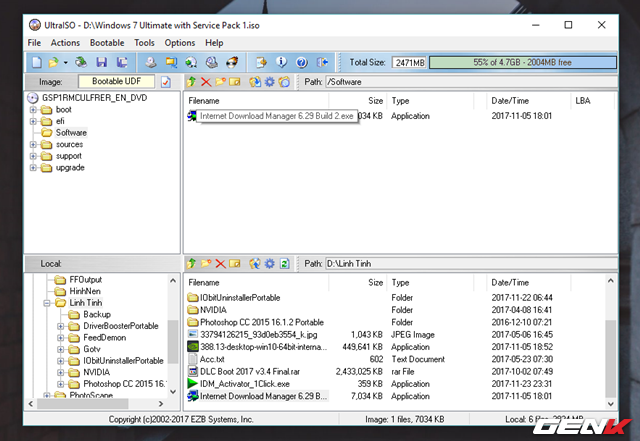 UltraISO - D:\Windows 7 Ultimate with Service Pack 1.iso
File Actions Bootable Tools Options Help
Total Size: 2471MB 55% of 4.7GB - 2004MB free
Image: Bootable UDF Path: /Software
GSP1RMCULFRER_EN_DVD
boot
efi
Software
sources
support
upgrade
Filename Size Type Date/Time LBA
Internet Download Manager 6.29 Build 2.exe 034 KB Application 2017-11-05 18:01
Local: Path: D:\Linh Tinh
FFOutput
HinhNen
Linh Tinh
Backup
DriverBoosterPortable
FeedDemon
Gotv
IObitUninstallerPortable
NVIDIA
Photoshop CC 2015 16.
PhotoScape
Filename Size Type Date/Time
IObitUninstallerPortable Folder 2017-11-22 06:44
NVIDIA Folder 2017-04-08 16:41
Photoshop CC 2015 16.1.2 Portable Folder 2016-12-10 07:21
33794126215_93d0eb3554_k.jpg 1,043 KB JPEG Image 2017-05-06 16:45
388.13-desktop-win10-64bit-interna... 449,641 KB Application 2017-11-05 18:52
Acc.txt 602 Text Document 2017-05-23 07:30
DLC Boot 2017 v3.4 Final.rar 2,433,025 KB rar File 2017-10-02 07:49
IDM_Activator_1Click.exe 359 KB Application 2017-11-23 23:31
Internet Download Manager 6.29 B... 7,034 KB Application 2017-11-05 18:01
Copyright (c)2002-2017 EZB Systems, Inc. Image: 1 files, 7034 KB Local: 6 files,
GENK